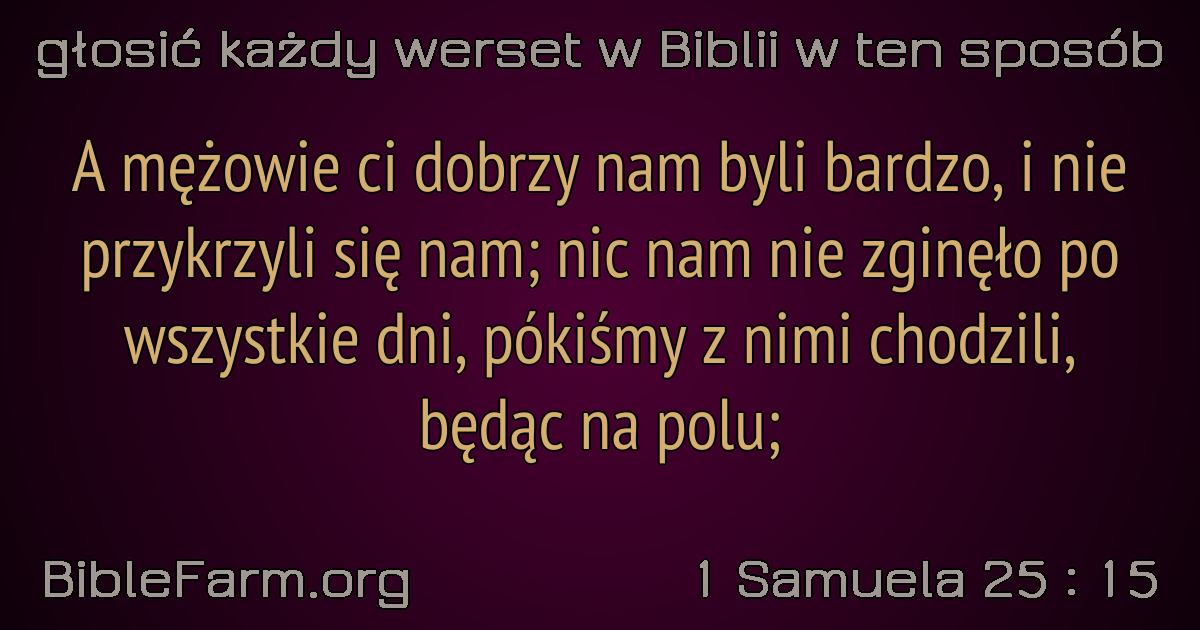 głosić każdy werset w Biblii w ten sposób
A mężowie ci dobrzy nam byli bardzo, i nie
przykrzyli się nam; nic nam nie zginęło po
wszystkie dni, pókiśmy z nimi chodzili,
będąc na polu;
BibleFarm.org
1 Samuela 25 : 15